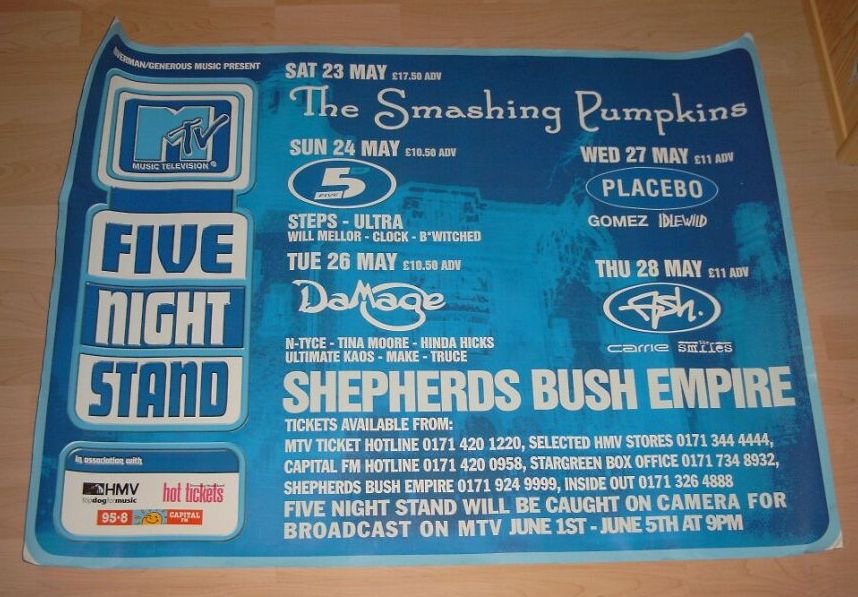 RIVERMAN/GENEROUS MUSIC PRESENT
MTV
MUSIC TELEVISION®
FIVE
NIGHT
STAND
in association with
HMV
topdogformusic
hot tickets
95·8 CAPITAL FM
SAT 23 MAY £17.50 ADV
The Smashing Pumpkins
SUN 24 MAY £10.50 ADV
5
FIVE
STEPS - ULTRA
WILL MELLOR - CLOCK - B*WITCHED
TUE 26 MAY £10.50 ADV
Damage
N-TYCE - TINA MOORE - HINDA HICKS
ULTIMATE KAOS - MAKE - TRUCE
WED 27 MAY £11 ADV
PLACEBO
GOMEZ IDLEWILD
THU 28 MAY £11 ADV
ash.
carrie the smiles
SHEPHERDS BUSH EMPIRE
TICKETS AVAILABLE FROM:
MTV TICKET HOTLINE 0171 420 1220, SELECTED HMV STORES 0171 344 4444,
CAPITAL FM HOTLINE 0171 420 0958, STARGREEN BOX OFFICE 0171 734 8932,
SHEPHERDS BUSH EMPIRE 0171 924 9999, INSIDE OUT 0171 326 4888
FIVE NIGHT STAND WILL BE CAUGHT ON CAMERA FOR
BROADCAST ON MTV JUNE 1ST - JUNE 5TH AT 9PM